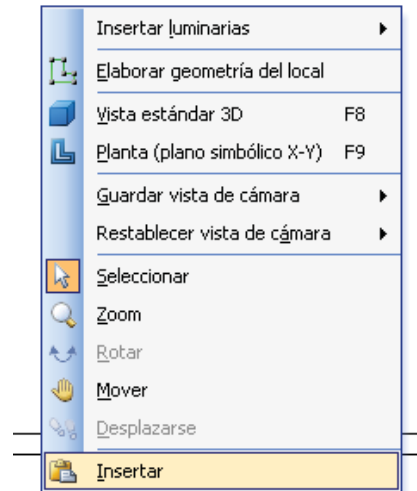 Insertar luminarias
Elaborar geometría del local
Vista estándar 3D F8
Planta (plano simbólico X-Y) F9
Guardar vista de cámara
Restablecer vista de cámara
Seleccionar
Zoom
Rotar
Mover
Desplazarse
Insertar